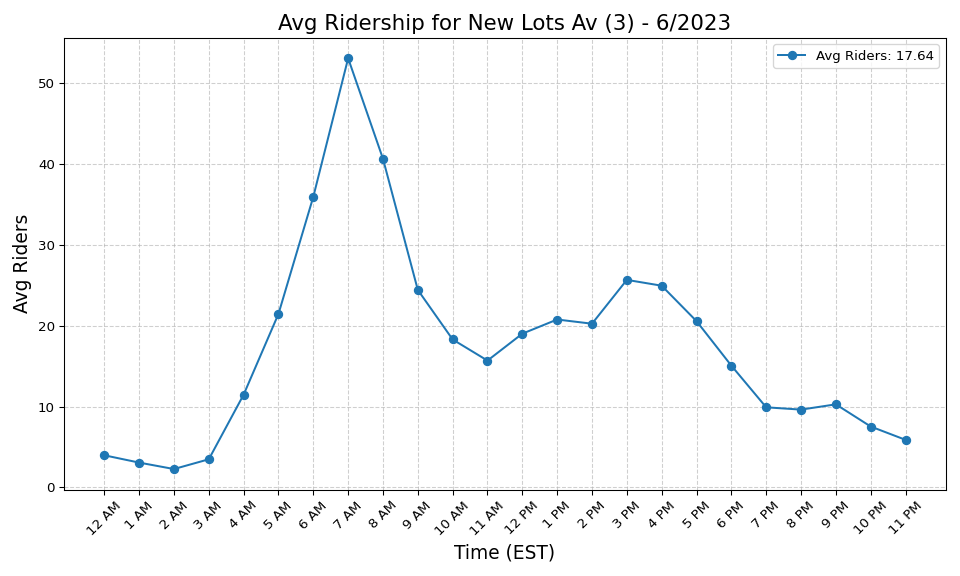 Avg Ridership for New Lots Av (3) - 6/2023
Avg Riders: 17.64
Avg Riders
50
40
30
20
10
0
12 AM
1 AM
2 AM
3 AM
4 AM
5 AM
6 AM
7 AM
8 AM
9 AM
10 AM
11 AM
12 PM
1 PM
2 PM
3 PM
4 PM
5 PM
6 PM
7 PM
8 PM
9 PM
10 PM
11 PM
Time (EST)